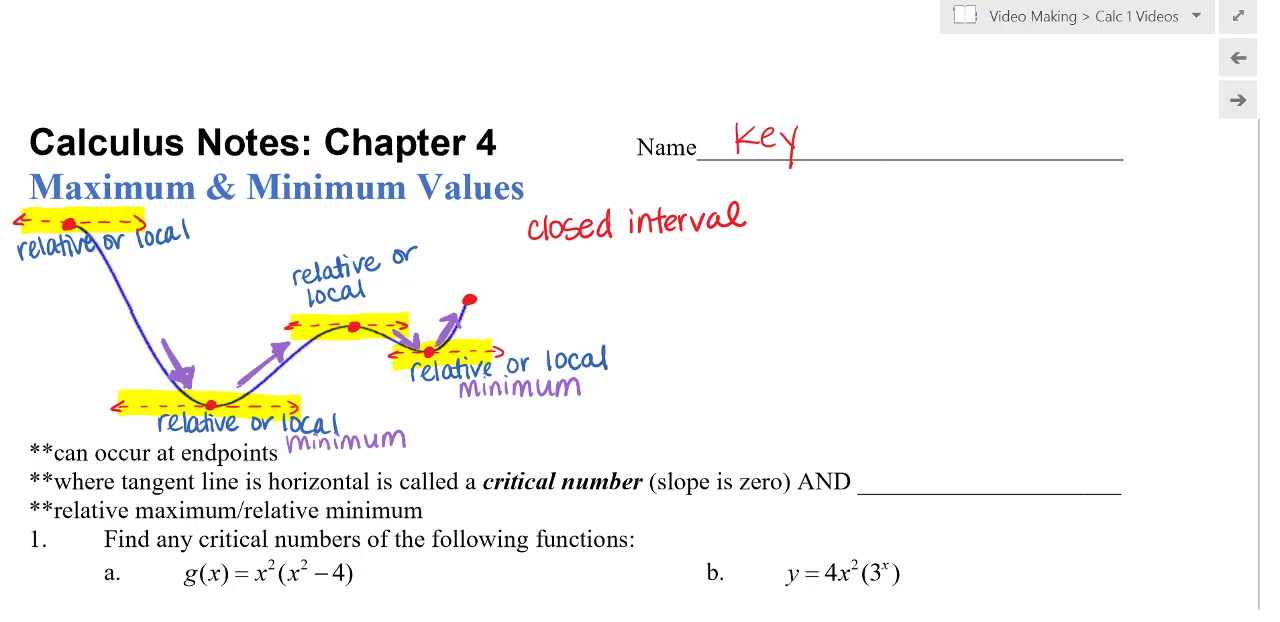 Video Making > Calc 1 Videos
Calculus Notes: Chapter 4
Name key
Maximum & Minimum Values
closed interval
relative or local
relative or
local
relative or local
minimum
relative or local
minimum
**can occur at endpoints
**where tangent line is horizontal is called a critical number (slope is zero) AND ____________________
**relative maximum/relative minimum
1. Find any critical numbers of the following functions:
a. g(x) = x²(x² − 4) b. y = 4x²(3ˣ)